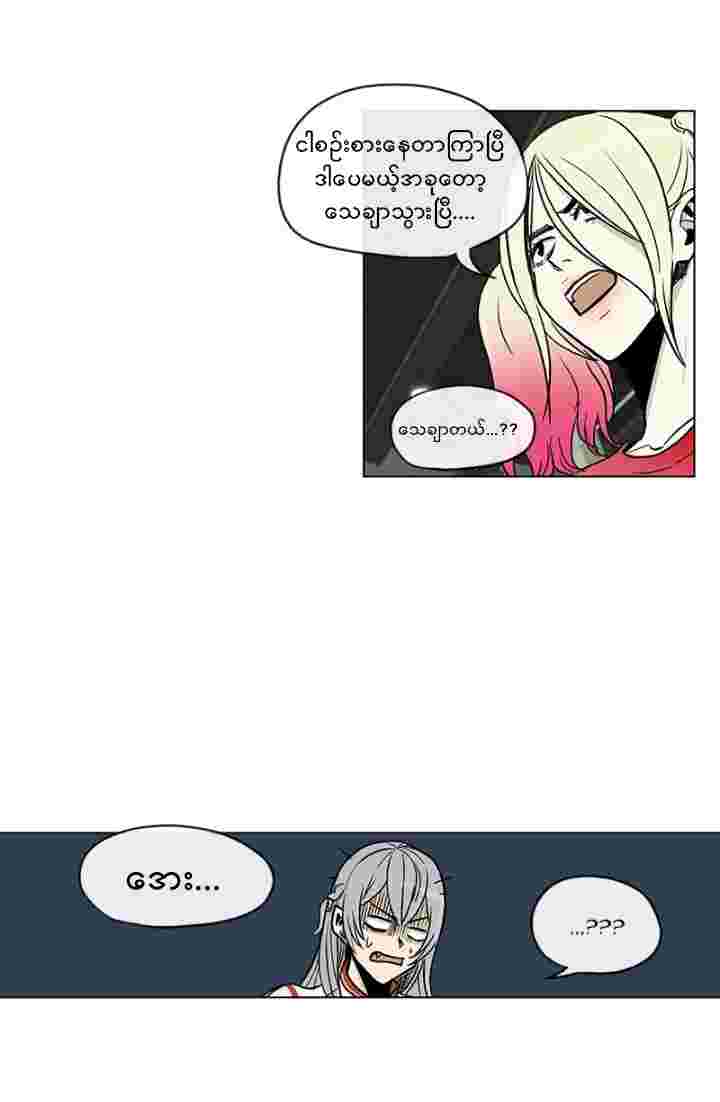 ငါစဉ်းစားနေတာကြာပြီ
ဒါပေမယ့်အခုတော့
သေချာသွားပြီ....
သေချာတယ်...??
အေး...
...???